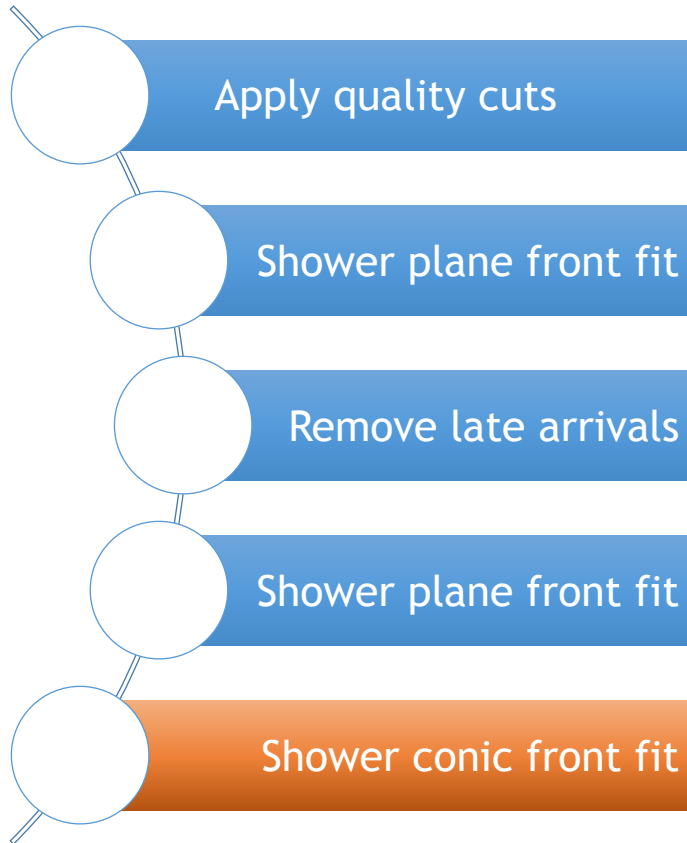 Apply quality cuts
Shower plane front fit
Remove late arrivals
Shower plane front fit
Shower conic front fit